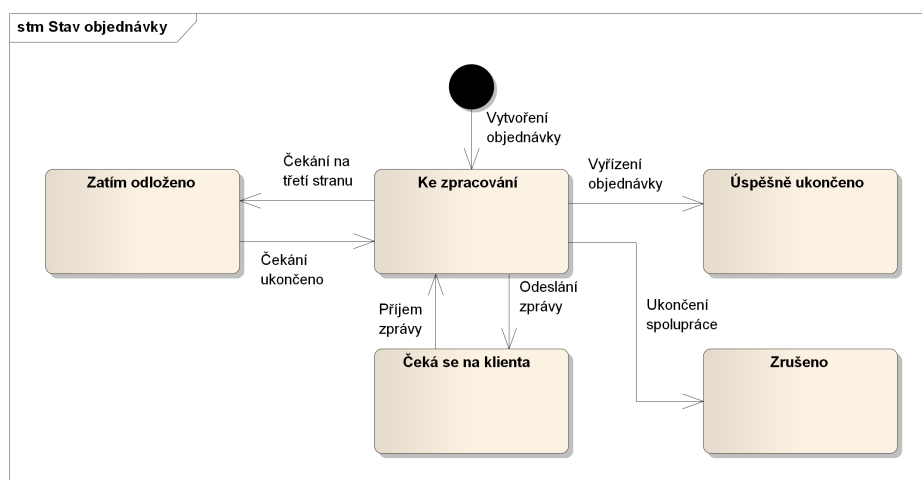 stm Stav objednávky
Vytvoření
objednávky
Čekání na
třetí stranu
Vyřízení
objednávky
Zatím odloženo
Ke zpracování
Úspěšně ukončeno
Čekání
ukončeno
Příjem
zprávy
Odeslání
zprávy
Ukončení
spolupráce
Čeká se na klienta
Zrušeno